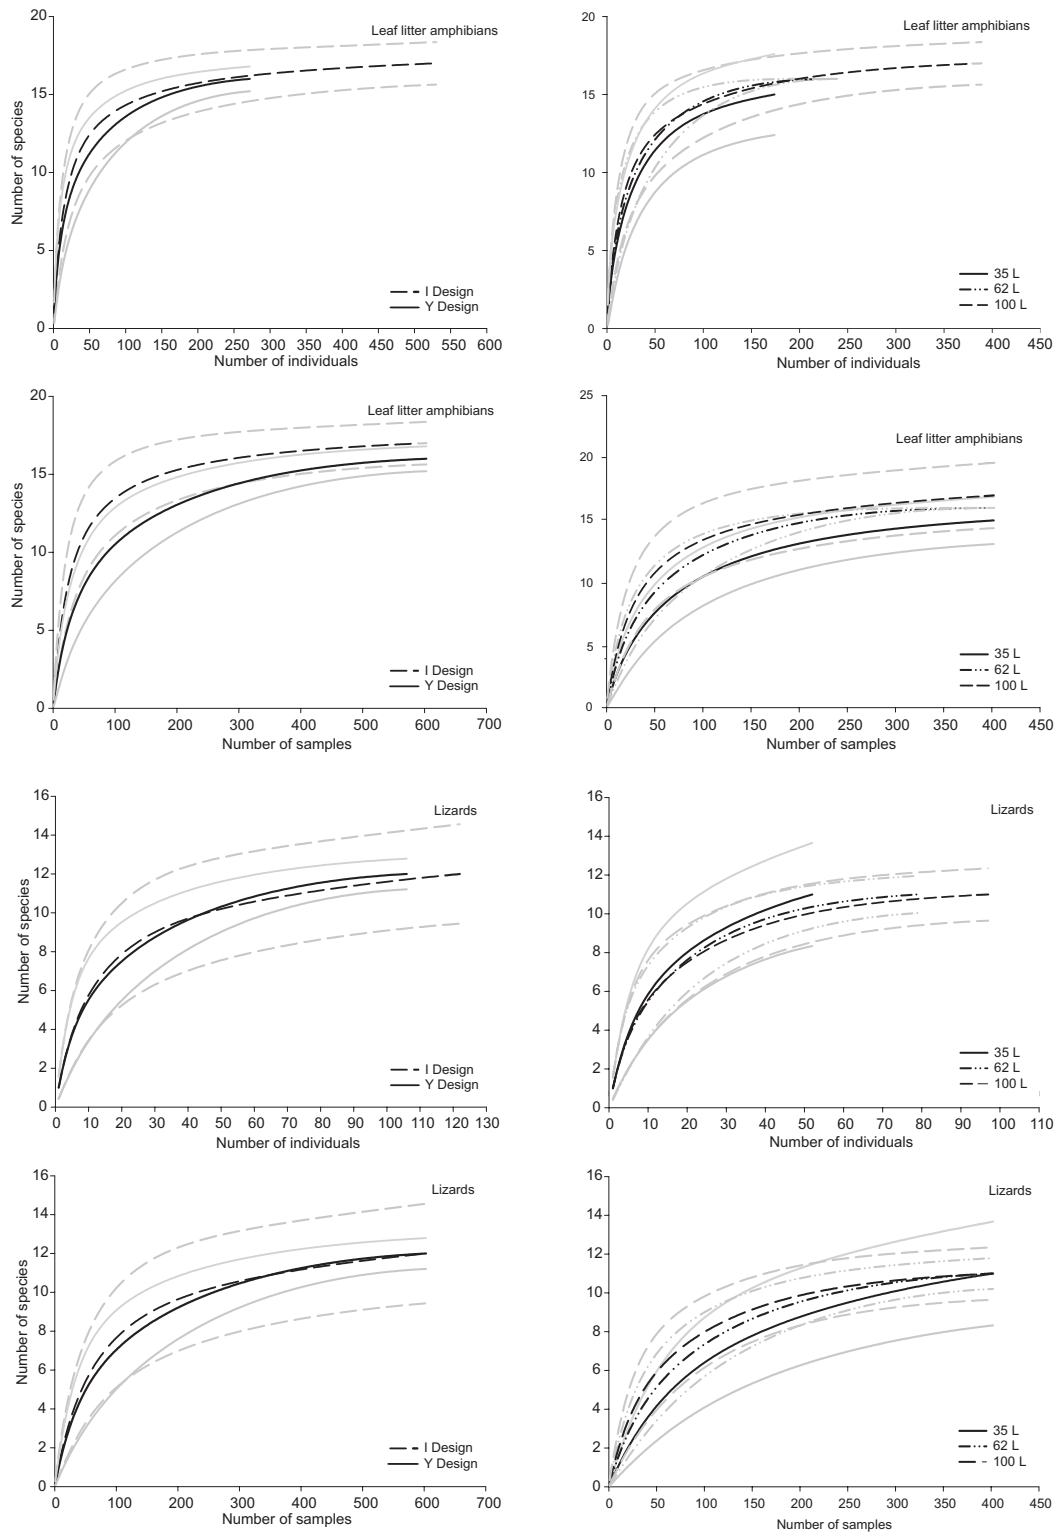 Leaf litter amphibians
Number of species
20
15
10
5
0
I Design
Y Design
0 50 100 150 200 250 300 350 400 450 500 550 600
Number of individuals
Leaf litter amphibians
20
15
10
5
0
35 L
62 L
100 L
0 50 100 150 200 250 300 350 400 450
Number of individuals
Leaf litter amphibians
Number of species
20
15
10
5
0
I Design
Y Design
0 100 200 300 400 500 600 700
Number of samples
Leaf litter amphibians
25
20
15
10
5
0
35 L
62 L
100 L
0 50 100 150 200 250 300 350 400 450
Number of samples
Lizards
Number of species
16
14
12
10
8
6
4
2
0
I Design
Y Design
0 10 20 30 40 50 60 70 80 90 100 110 120 130
Number of individuals
Lizards
16
14
12
10
8
6
4
2
0
35 L
62 L
100 L
0 10 20 30 40 50 60 70 80 90 100 110
Number of individuals
Lizards
Number of species
16
14
12
10
8
6
4
2
0
I Design
Y Design
0 100 200 300 400 500 600 700
Number of samples
Lizards
16
14
12
10
8
6
4
2
0
35 L
62 L
100 L
0 50 100 150 200 250 300 350 400 450
Number of samples